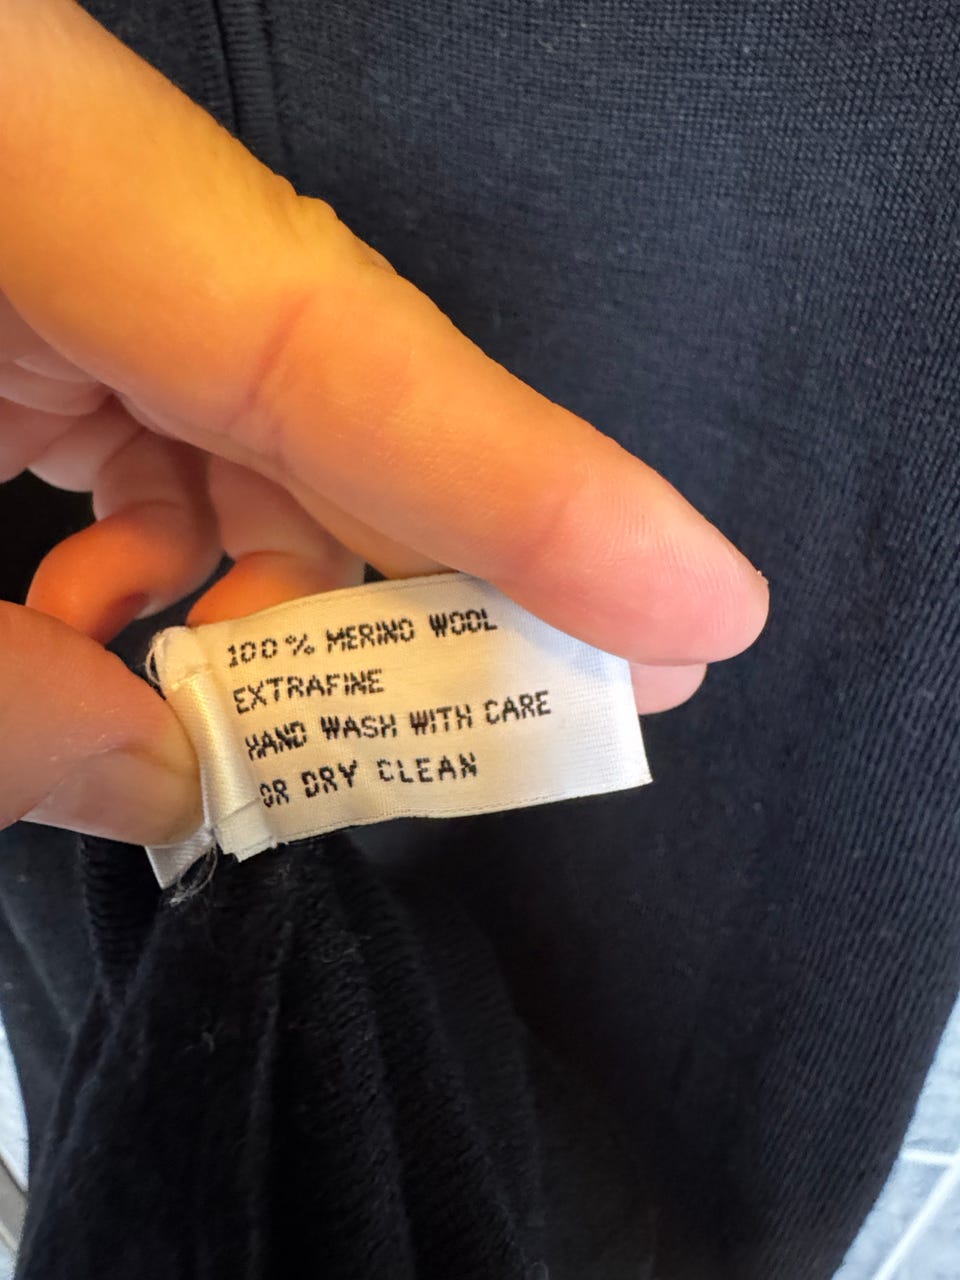 100% MERINO WOOL
EXTRAFINE
HAND WASH WITH CARE
OR DRY CLEAN